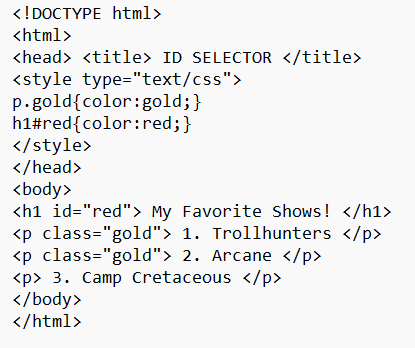 <!DOCTYPE html>
<html>
<head> <title> ID SELECTOR </title>
<style type="text/css">
p.gold{color:gold;}
h1#red{color:red;}
</style>
</head>
<body>
<h1 id="red"> My Favorite Shows! </h1>
<p class="gold"> 1. Trollhunters </p>
<p class="gold"> 2. Arcane </p>
<p> 3. Camp Cretaceous </p>
</body>
</html>